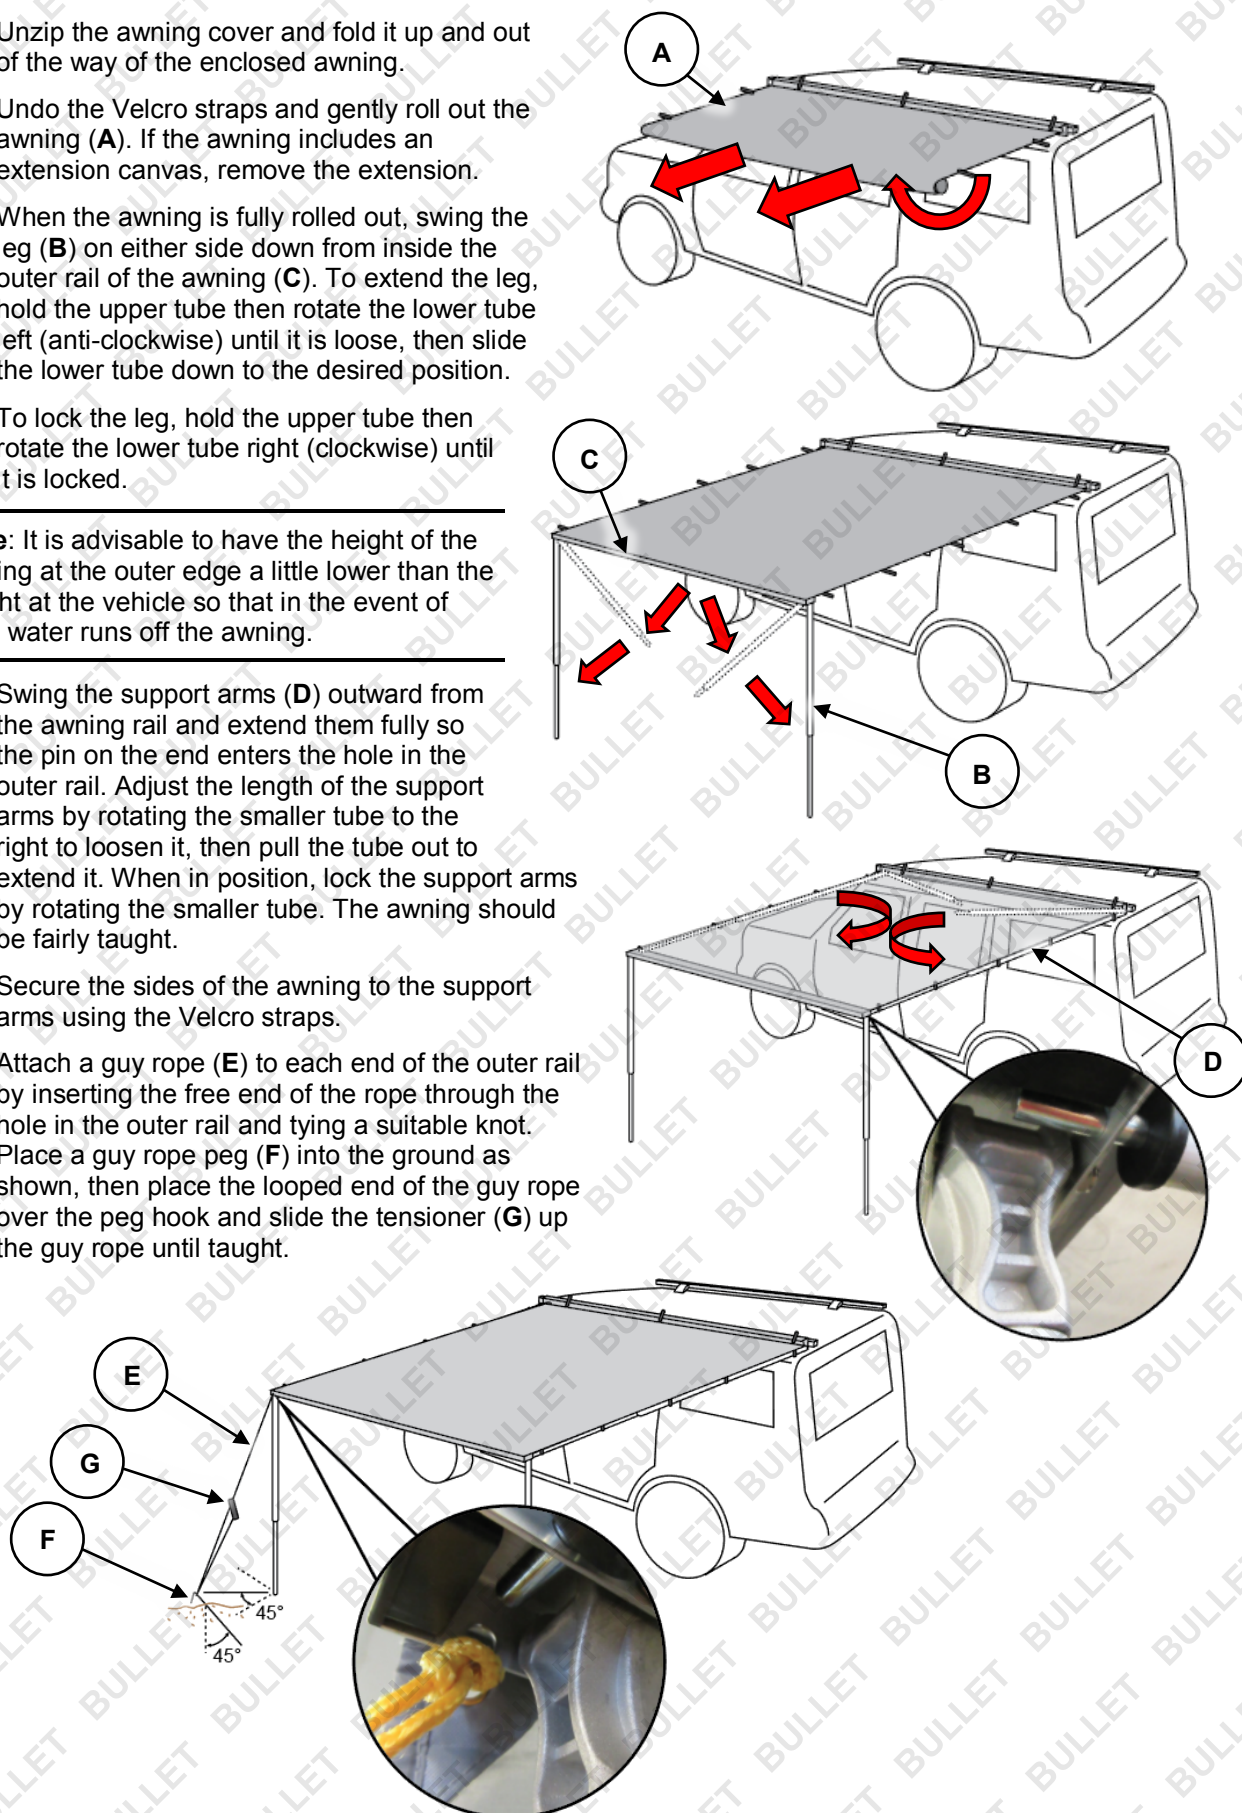 Unzip the awning cover and fold it up and out
of the way of the enclosed awning.
Undo the Velcro straps and gently roll out the
awning (A). If the awning includes an
extension canvas, remove the extension.
When the awning is fully rolled out, swing the
leg (B) on either side down from inside the
outer rail of the awning (C). To extend the leg,
hold the upper tube then rotate the lower tube
left (anti-clockwise) until it is loose, then slide
the lower tube down to the desired position.
To lock the leg, hold the upper tube then
rotate the lower tube right (clockwise) until
it is locked.
e: It is advisable to have the height of the
ing at the outer edge a little lower than the
ht at the vehicle so that in the event of
water runs off the awning.
Swing the support arms (D) outward from
the awning rail and extend them fully so
the pin on the end enters the hole in the
outer rail. Adjust the length of the support
arms by rotating the smaller tube to the
right to loosen it, then pull the tube out to
extend it. When in position, lock the support arms
by rotating the smaller tube. The awning should
be fairly taught.
Secure the sides of the awning to the support
arms using the Velcro straps.
Attach a guy rope (E) to each end of the outer rail
by inserting the free end of the rope through the
hole in the outer rail and tying a suitable knot.
Place a guy rope peg (F) into the ground as
shown, then place the looped end of the guy rope
over the peg hook and slide the tensioner (G) up
the guy rope until taught.
A
C
B
D
E
G
F
45°
45°
BULLET